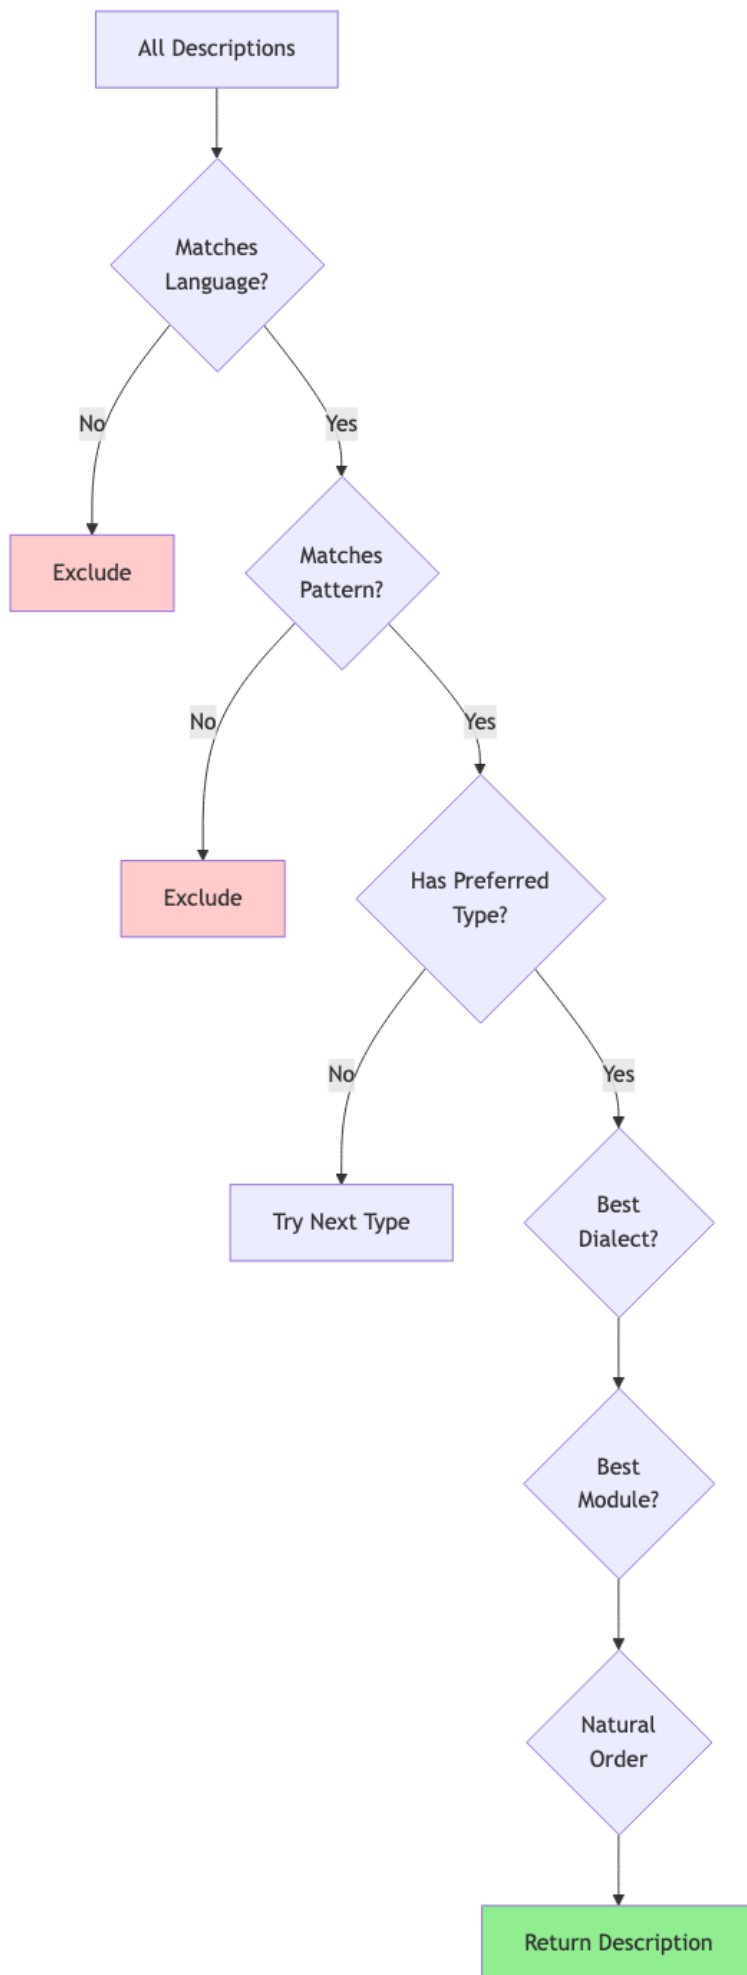 All Descriptions
Matches
Language?
No
Yes
Exclude
Matches
Pattern?
No
Yes
Exclude
Has Preferred
Type?
No
Yes
Try Next Type
Best
Dialect?
Best
Module?
Natural
Order
Return Description